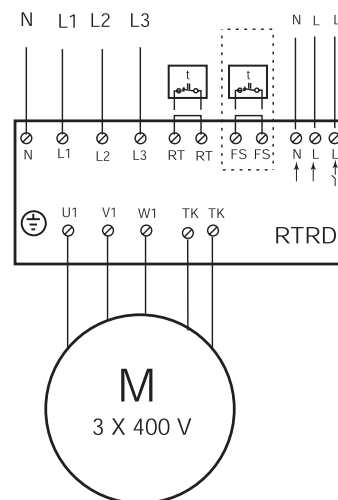 N L1 L2 L3 N L L
t t
N L1 L2 L3 RT RT FS FS N L L
U1 V1 W1 TK TK
RTRD
M
3 X 400 V